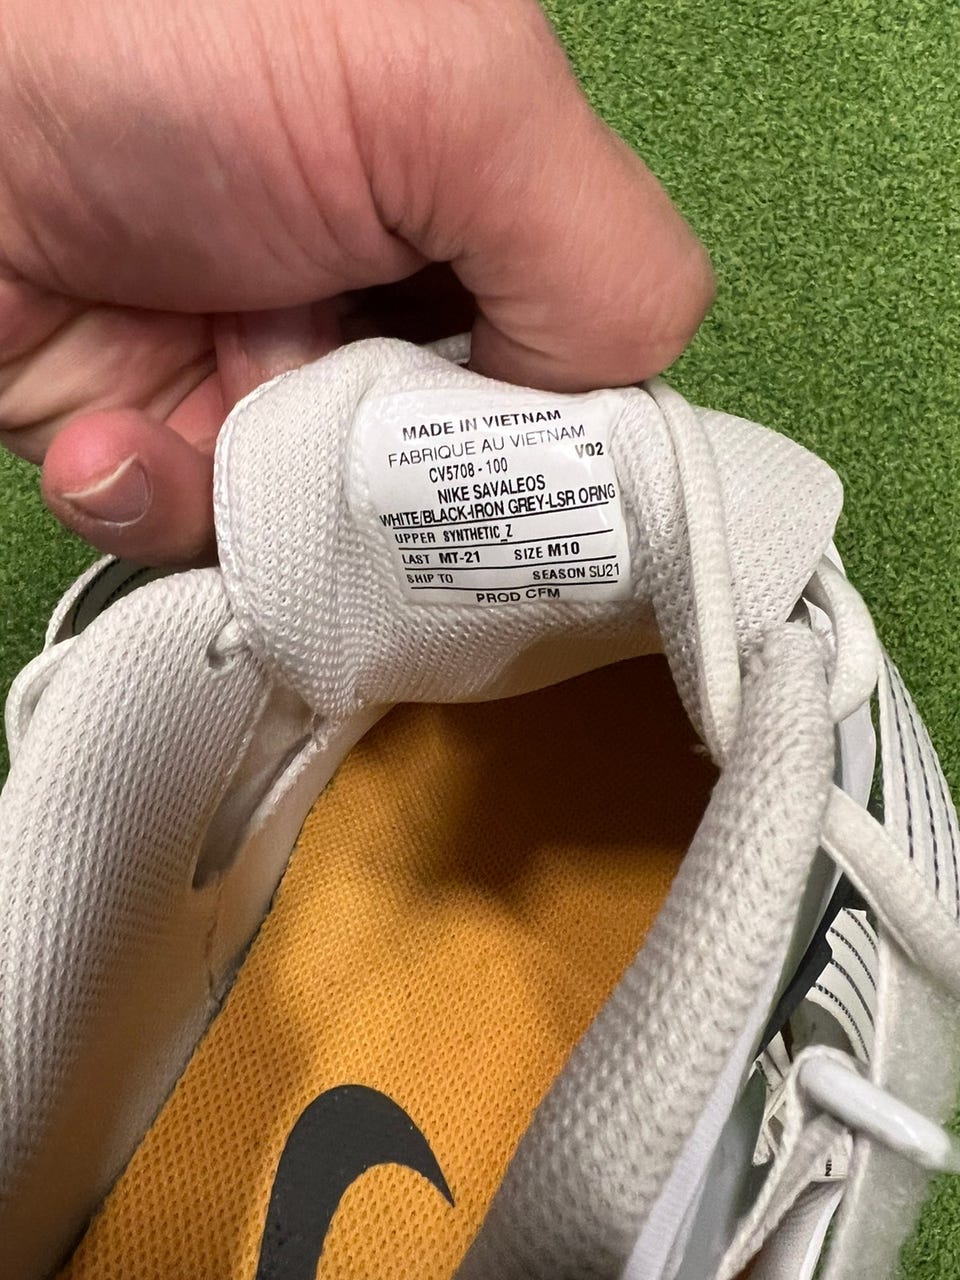 MADE IN VIETNAM
FABRIQUE AU VIETNAM
CV5708-100 V02
NIKE SAVALEOS
WHITE/BLACK-IRON GREY-LSR ORNG
UPPER SYNTHETIC_Z
LAST MT-21 SIZE M10
SHIP TO SEASON SU21
PROD CFM